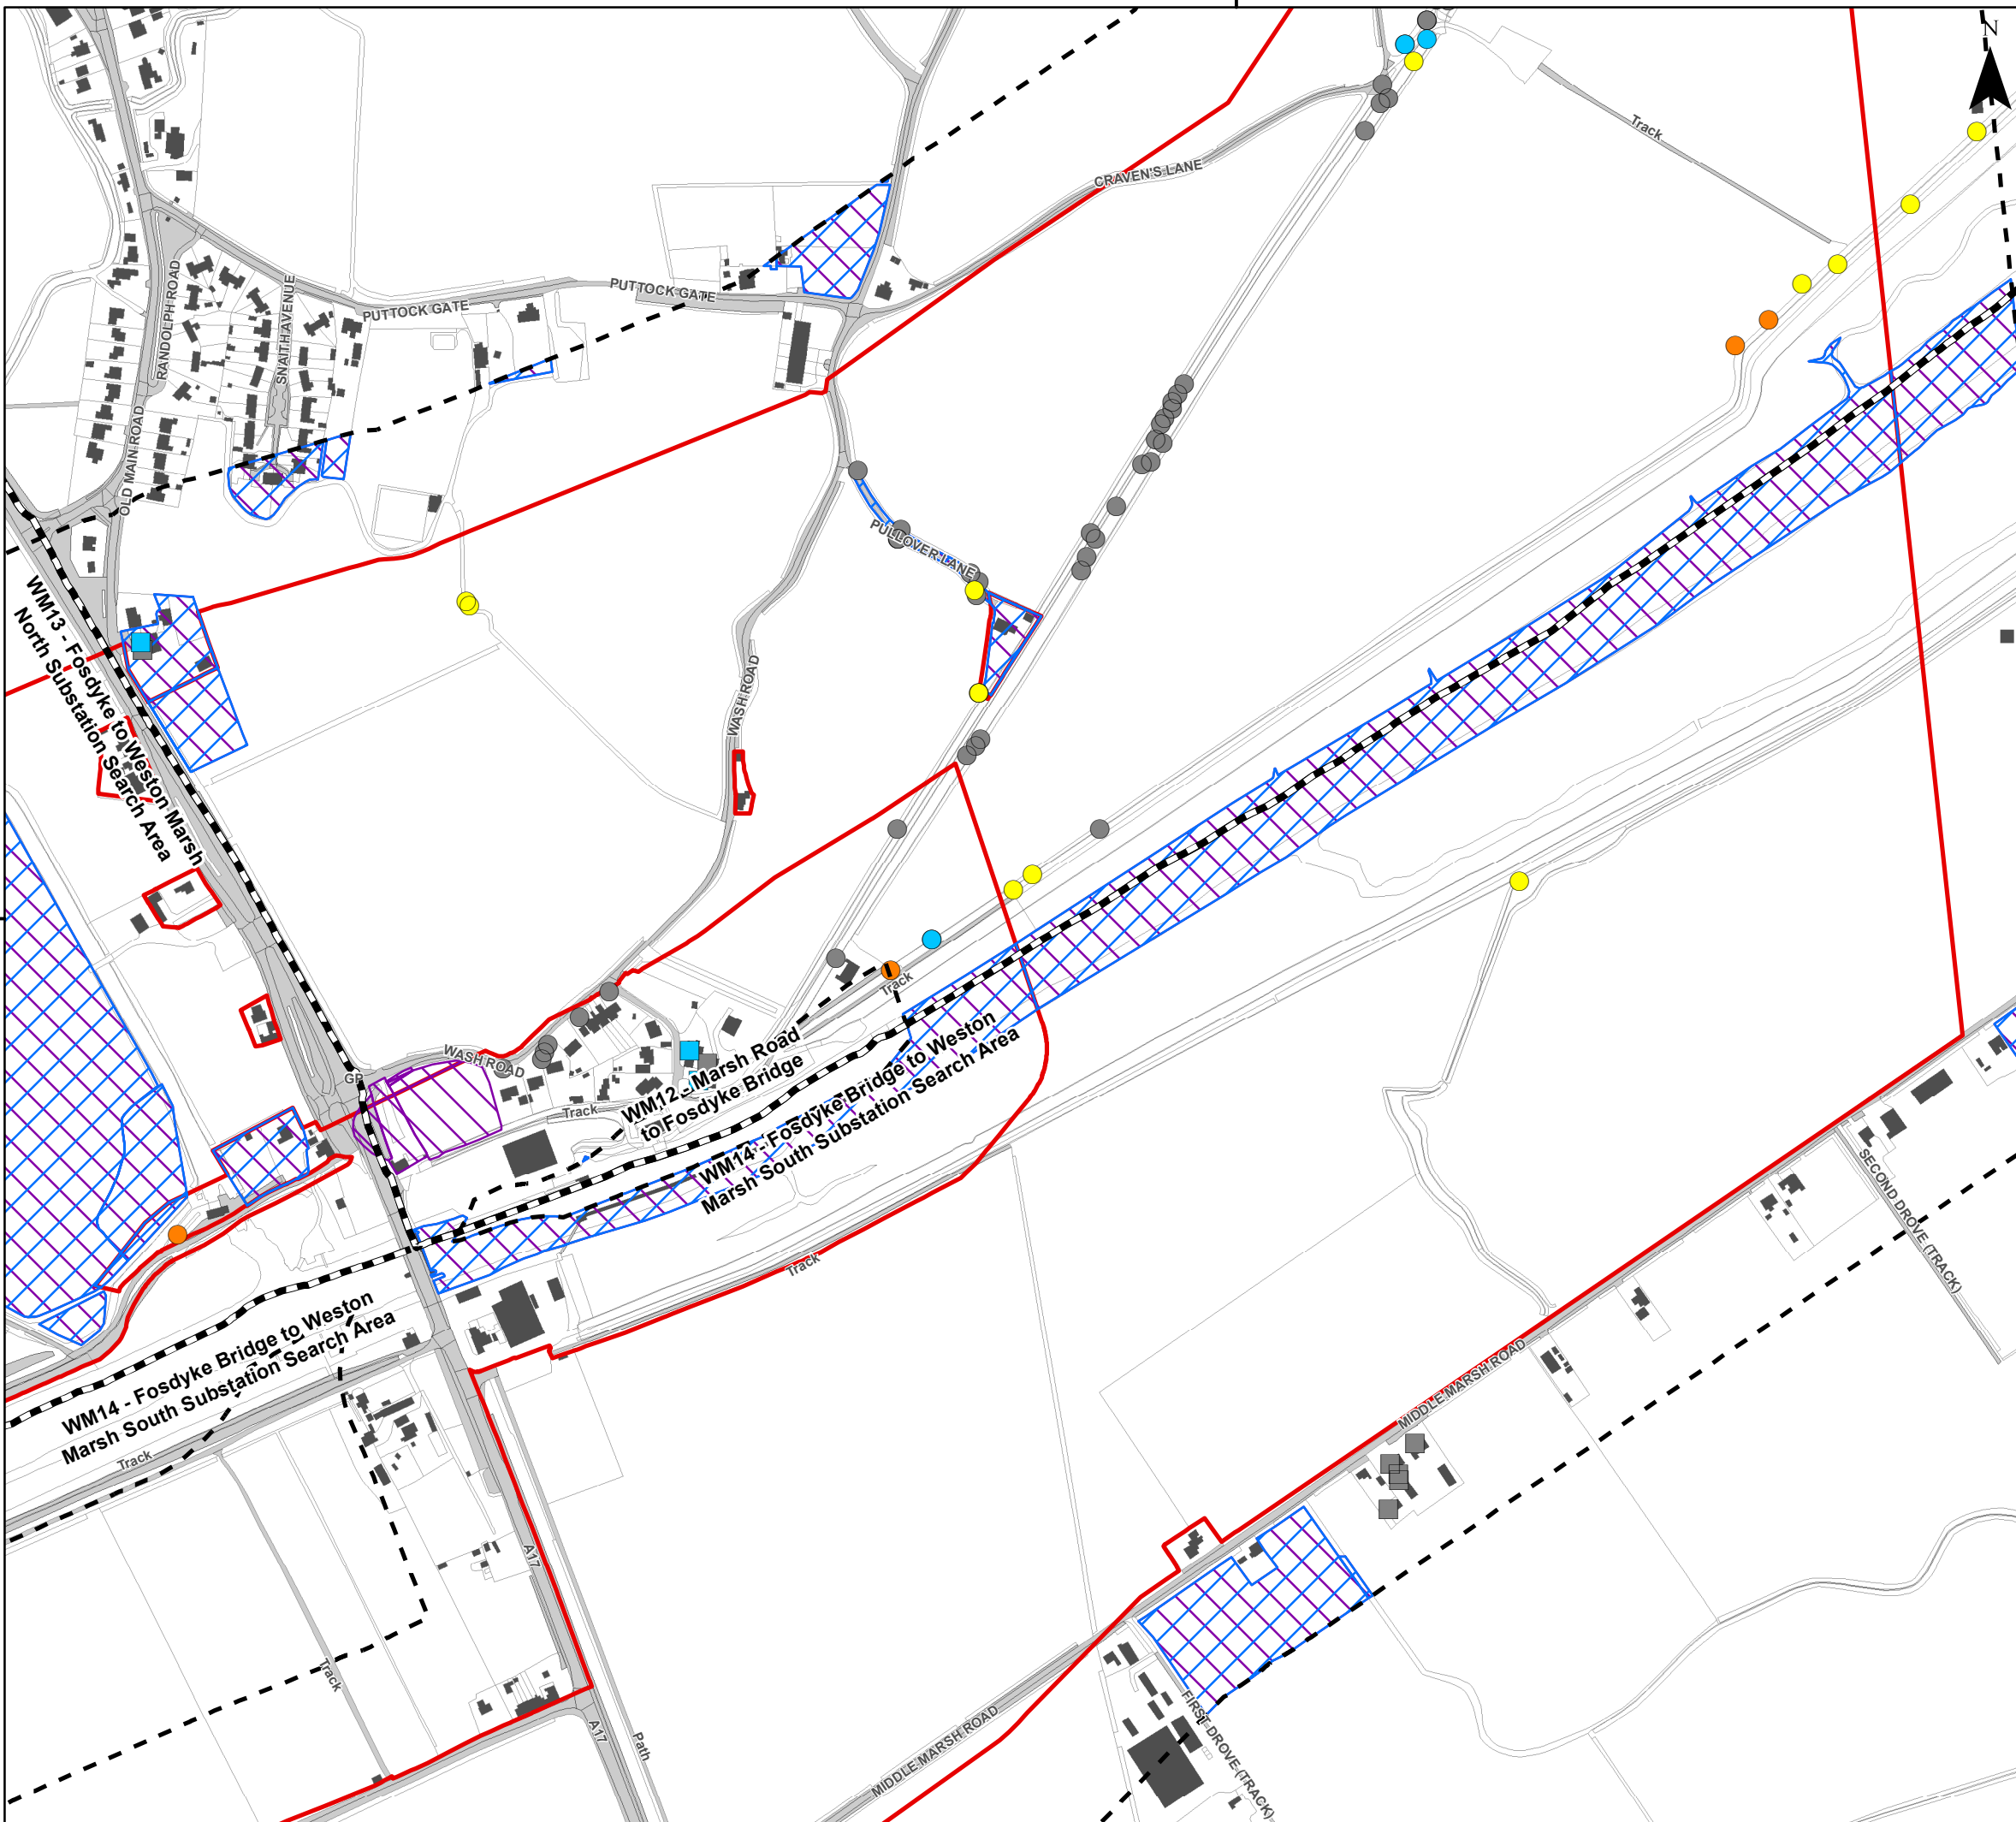 N
Track
CRAVEN'S LANE
RANDOLPH ROAD
SNAITH AVENUE
PUTTOCK GATE
PUTTOCK GATE
OLD MAIN ROAD
PULLOVER LANE
WM13 - Fosdyke to Weston Marsh
North Substation Search Area
WASH ROAD
Track
WASH ROAD
GP
Track
WM12 - Marsh Road
to Fosdyke Bridge
WM14 - Fosdyke Bridge to Weston
Marsh South Substation Search Area
Track
SECOND DROVE (TRACK)
WM14 - Fosdyke Bridge to Weston
Marsh South Substation Search Area
Track
MIDDLE MARSH ROAD
A17
Track
A17
Path
MIDDLE MARSH ROAD
FIRST DROVE (TRACK)